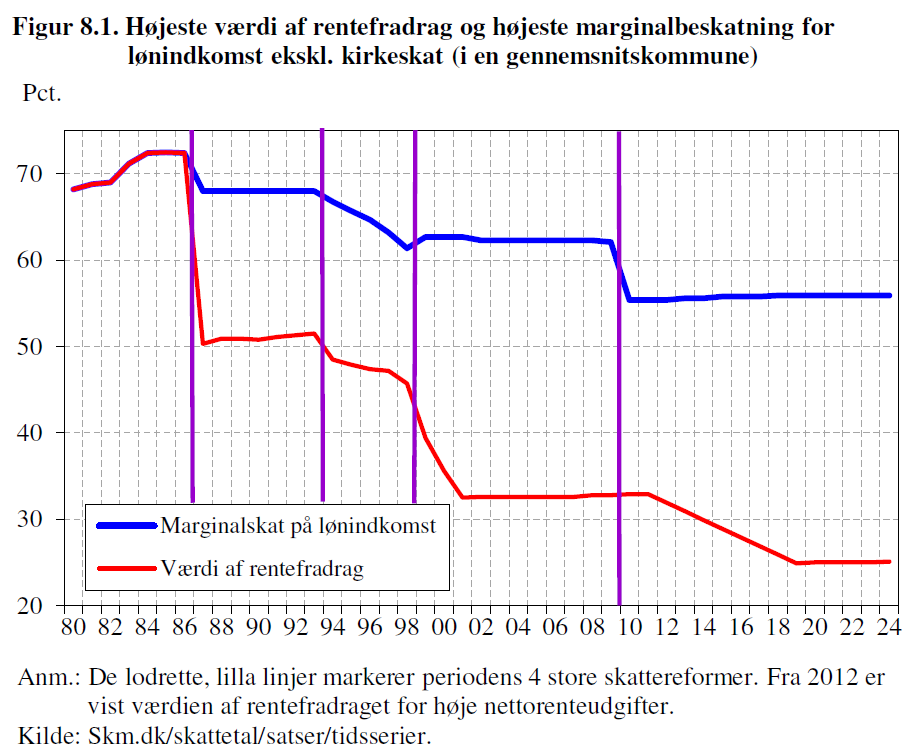 Figur 8.1. Højeste værdi af rentefradrag og højeste marginalbeskatning for
lønindkomst ekskl. kirkeskat (i en gennemsnitskommune)
Pct.
70
60
50
40
30
20
Marginalskat på lønindkomst
Værdi af rentefradrag
80 82 84 86 88 90 92 94 96 98 00 02 04 06 08 10 12 14 16 18 20 22 24
Anm.: De lodrette, lilla linjer markerer periodens 4 store skattereformer. Fra 2012 er
vist værdien af rentefradraget for høje nettorenteudgifter.
Kilde: Skm.dk/skattetal/satser/tidsserier.